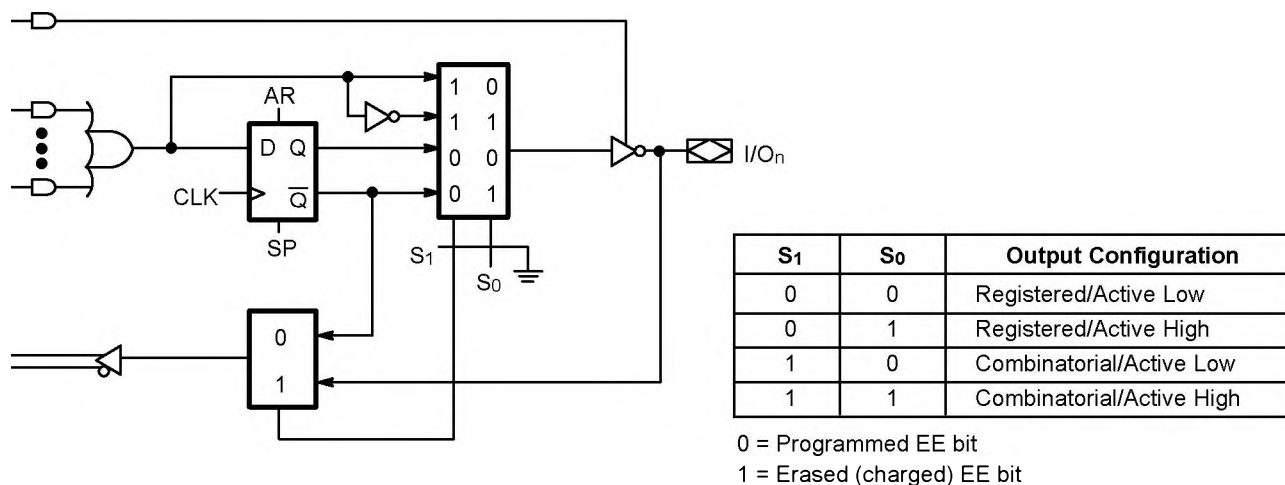 AR
D Q
CLK
Q̅
SP
1 0
1 1
0 0
0 1
S1
S0
I/On
0
1
S1 S0 Output Configuration
0 0 Registered/Active Low
0 1 Registered/Active High
1 0 Combinatorial/Active Low
1 1 Combinatorial/Active High
0 = Programmed EE bit
1 = Erased (charged) EE bit